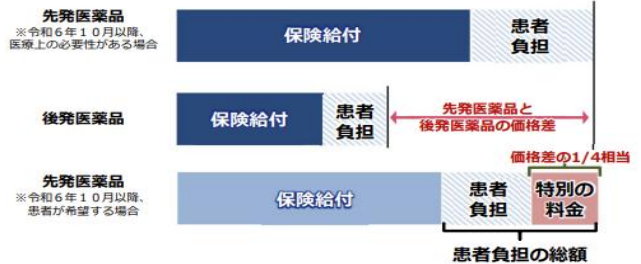 先発医薬品
※令和6年10月以降、
医療上の必要性がある場合
保険給付
患者
負担
後発医薬品
保険給付
患者
負担
先発医薬品と
後発医薬品の価格差
価格差の1/4相当
先発医薬品
※令和6年10月以降、
患者が希望する場合
保険給付
患者
負担
特別の
料金
患者負担の総額